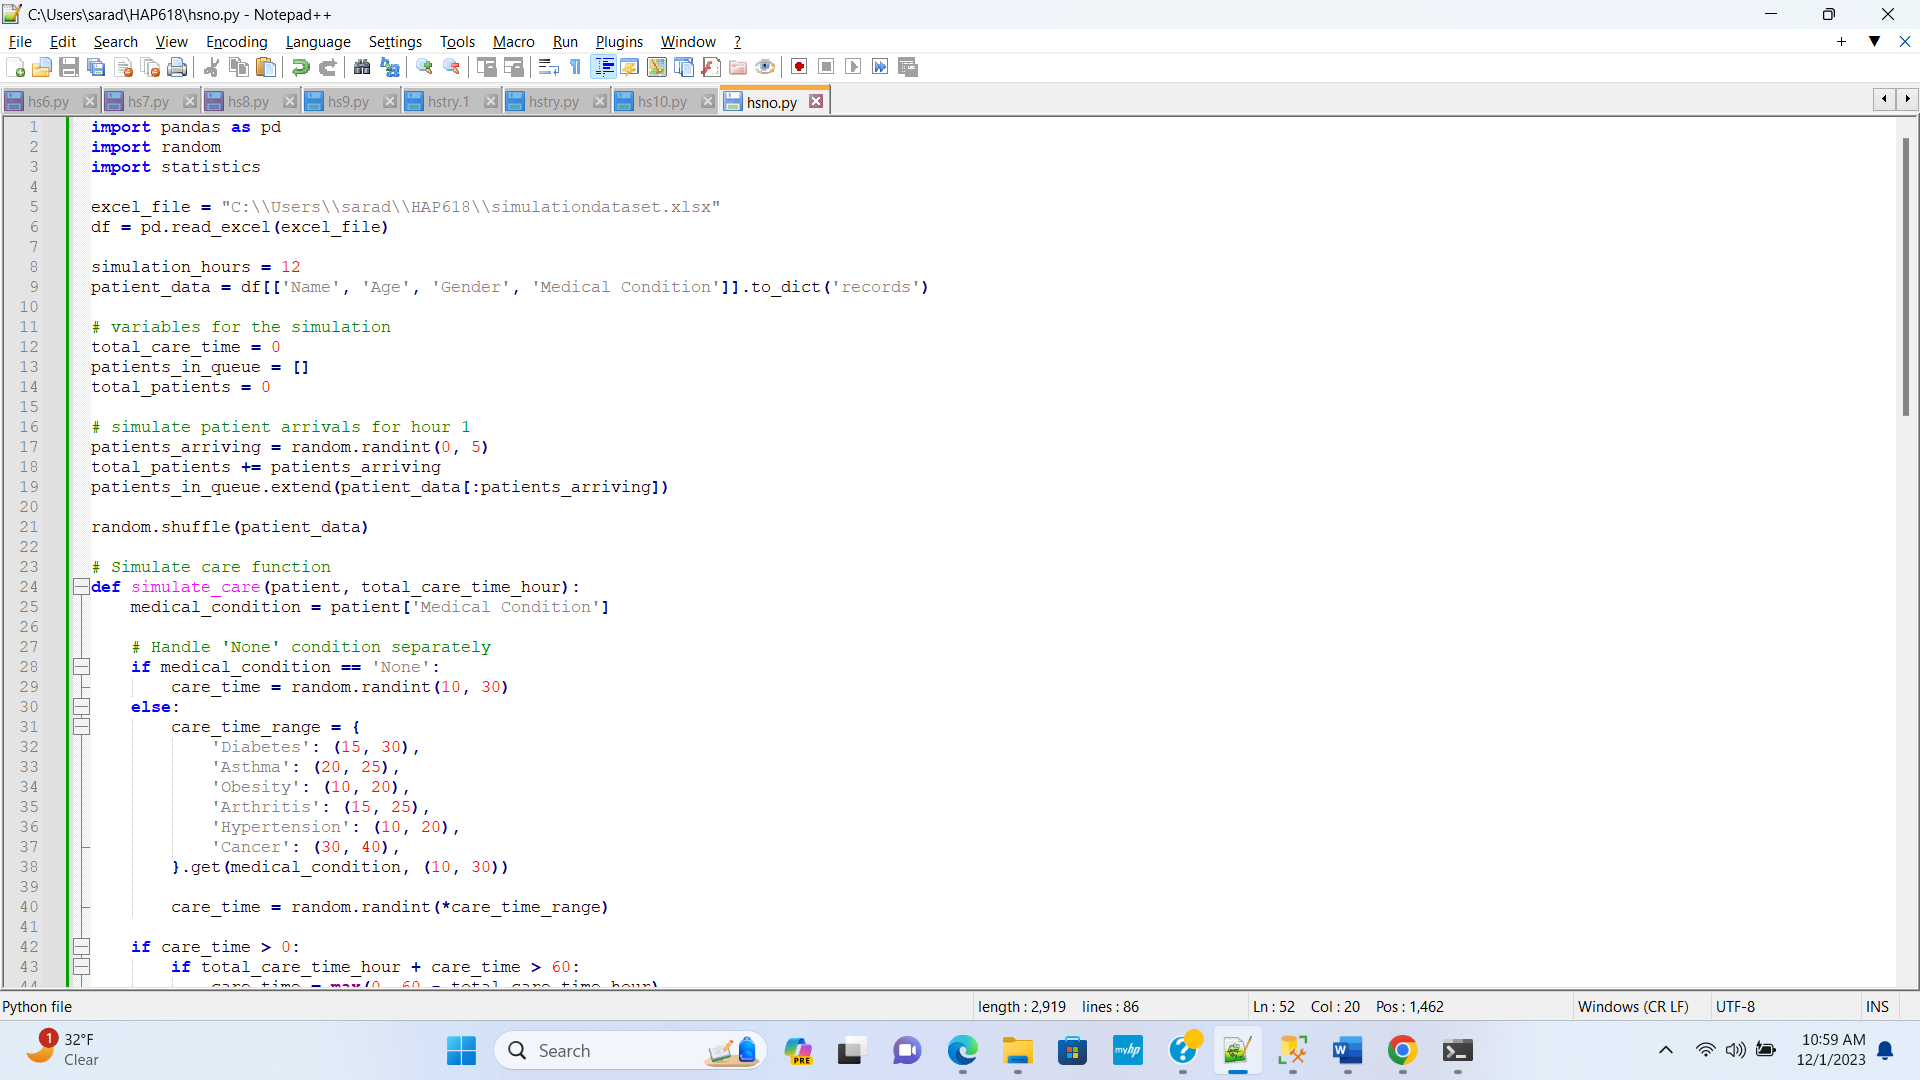 C:\Users\sarad\HAP618\hsno.py - Notepad++
File Edit Search View Encoding Language Settings Tools Macro Run Plugins Window ?
hs6.py hs7.py hs8.py hs9.py hstry.1 hstry.py hs10.py hsno.py
1 import pandas as pd
2 import random
3 import statistics
4
5 excel_file = "C:\\Users\\sarad\\HAP618\\simulationdataset.xlsx"
6 df = pd.read_excel(excel_file)
7
8 simulation_hours = 12
9 patient_data = df[['Name', 'Age', 'Gender', 'Medical Condition']].to_dict('records')
10
11 # variables for the simulation
12 total_care_time = 0
13 patients_in_queue = []
14 total_patients = 0
15
16 # simulate patient arrivals for hour 1
17 patients_arriving = random.randint(0, 5)
18 total_patients += patients_arriving
19 patients_in_queue.extend(patient_data[:patients_arriving])
20
21 random.shuffle(patient_data)
22
23 # Simulate care function
24 def simulate_care(patient, total_care_time_hour):
25     medical_condition = patient['Medical Condition']
26
27     # Handle 'None' condition separately
28     if medical_condition == 'None':
29         care_time = random.randint(10, 30)
30     else:
31         care_time_range = {
32             'Diabetes': (15, 30),
33             'Asthma': (20, 25),
34             'Obesity': (10, 20),
35             'Arthritis': (15, 25),
36             'Hypertension': (10, 20),
37             'Cancer': (30, 40),
38         }.get(medical_condition, (10, 30))
39
40         care_time = random.randint(*care_time_range)
41
42     if care_time > 0:
43         if total_care_time_hour + care_time > 60:
44             care_time = max(0, 60 - total_care_time_hour)
Python file length : 2,919 lines : 86 Ln : 52 Col : 20 Pos : 1,462 Windows (CR LF) UTF-8 INS
1
32°F
Clear
Search
PRE
myhp
10:59 AM
12/1/2023